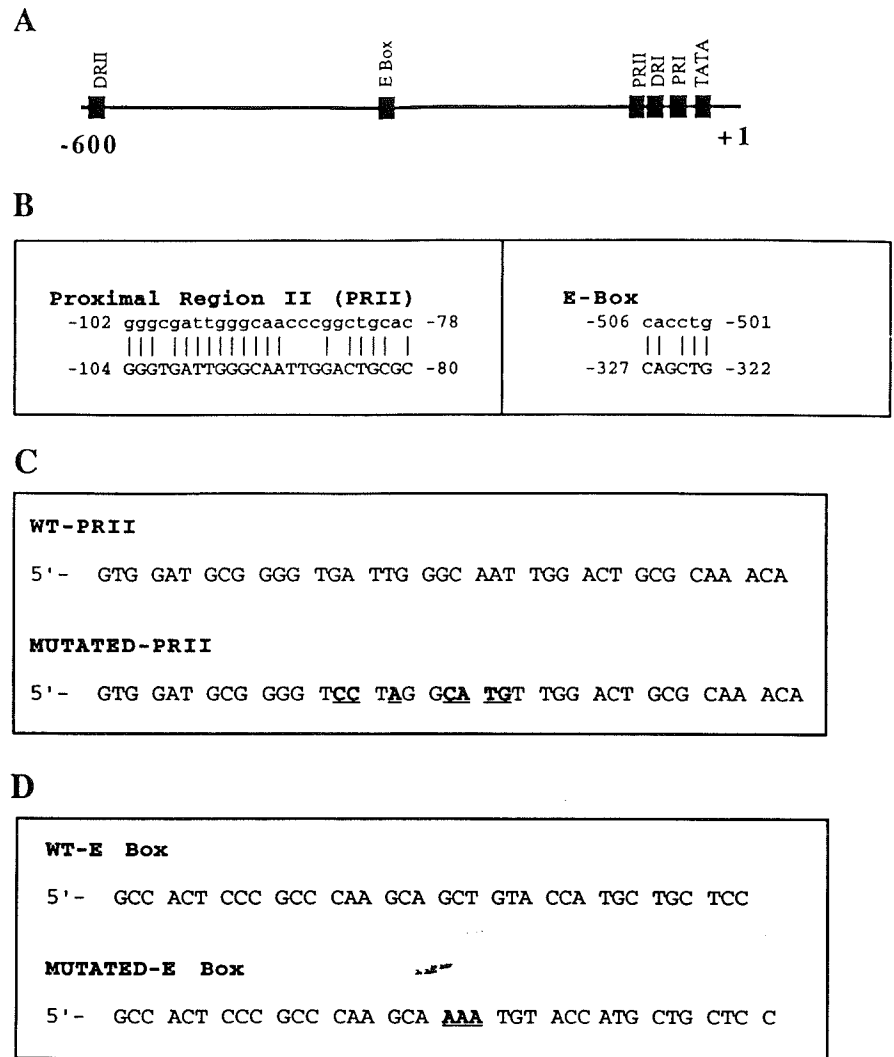 A
DRII
E Box
PRII
DRI
PRI
TATA
-600
+1
B
Proximal Region II (PRII)
-102 gggcgattgggcaacccggctgcac -78
-104 GGGTGATTGGGCAATTGGACTGCGC -80
E-Box
-506 cacctg -501
-327 CAGCTG -322
C
WT-PRII
5'- GTG GAT GCG GGG TGA TTG GGC AAT TGG ACT GCG CAA ACA
MUTATED-PRII
5'- GTG GAT GCG GGG TCC TAG GCA TGT TGG ACT GCG CAA ACA
D
WT-E Box
5'- GCC ACT CCC GCC CAA GCA GCT GTA CCA TGC TGC TCC
MUTATED-E Box
5'- GCC ACT CCC GCC CAA GCA AAA TGT ACC ATG CTG CTC C